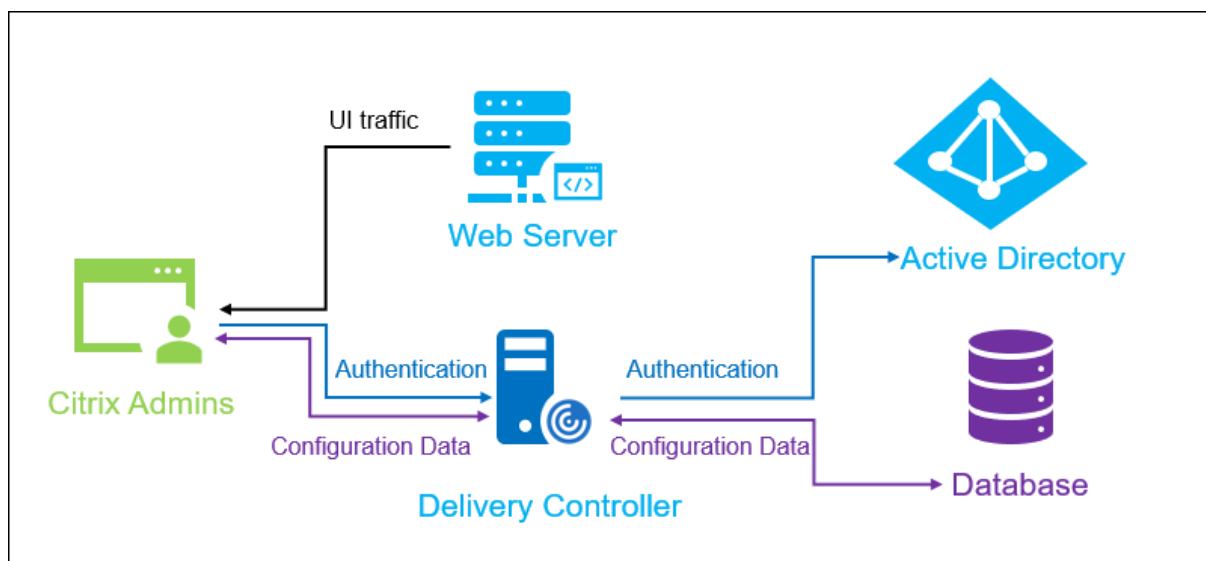 UI traffic
</>
Web Server
Active Directory
Authentication
Authentication
Citrix Admins
Configuration Data
Configuration Data
Delivery Controller
Database